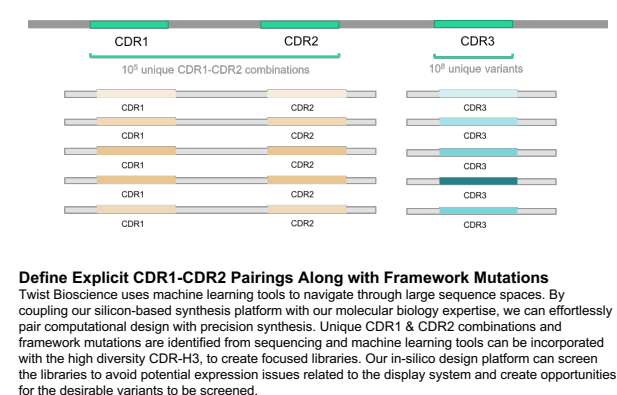 CDR1 CDR2 CDR3
10⁵ unique CDR1-CDR2 combinations 10⁸ unique variants
CDR1 CDR2 CDR3
CDR1 CDR2 CDR3
CDR1 CDR2 CDR3
CDR1 CDR2 CDR3
CDR1 CDR2 CDR3
Define Explicit CDR1-CDR2 Pairings Along with Framework Mutations
Twist Bioscience uses machine learning tools to navigate through large sequence spaces. By
coupling our silicon-based synthesis platform with our molecular biology expertise, we can effortlessly
pair computational design with precision synthesis. Unique CDR1 & CDR2 combinations and
framework mutations are identified from sequencing and machine learning tools can be incorporated
with the high diversity CDR-H3, to create focused libraries. Our in-silico design platform can screen
the libraries to avoid potential expression issues related to the display system and create opportunities
for the desirable variants to be screened.